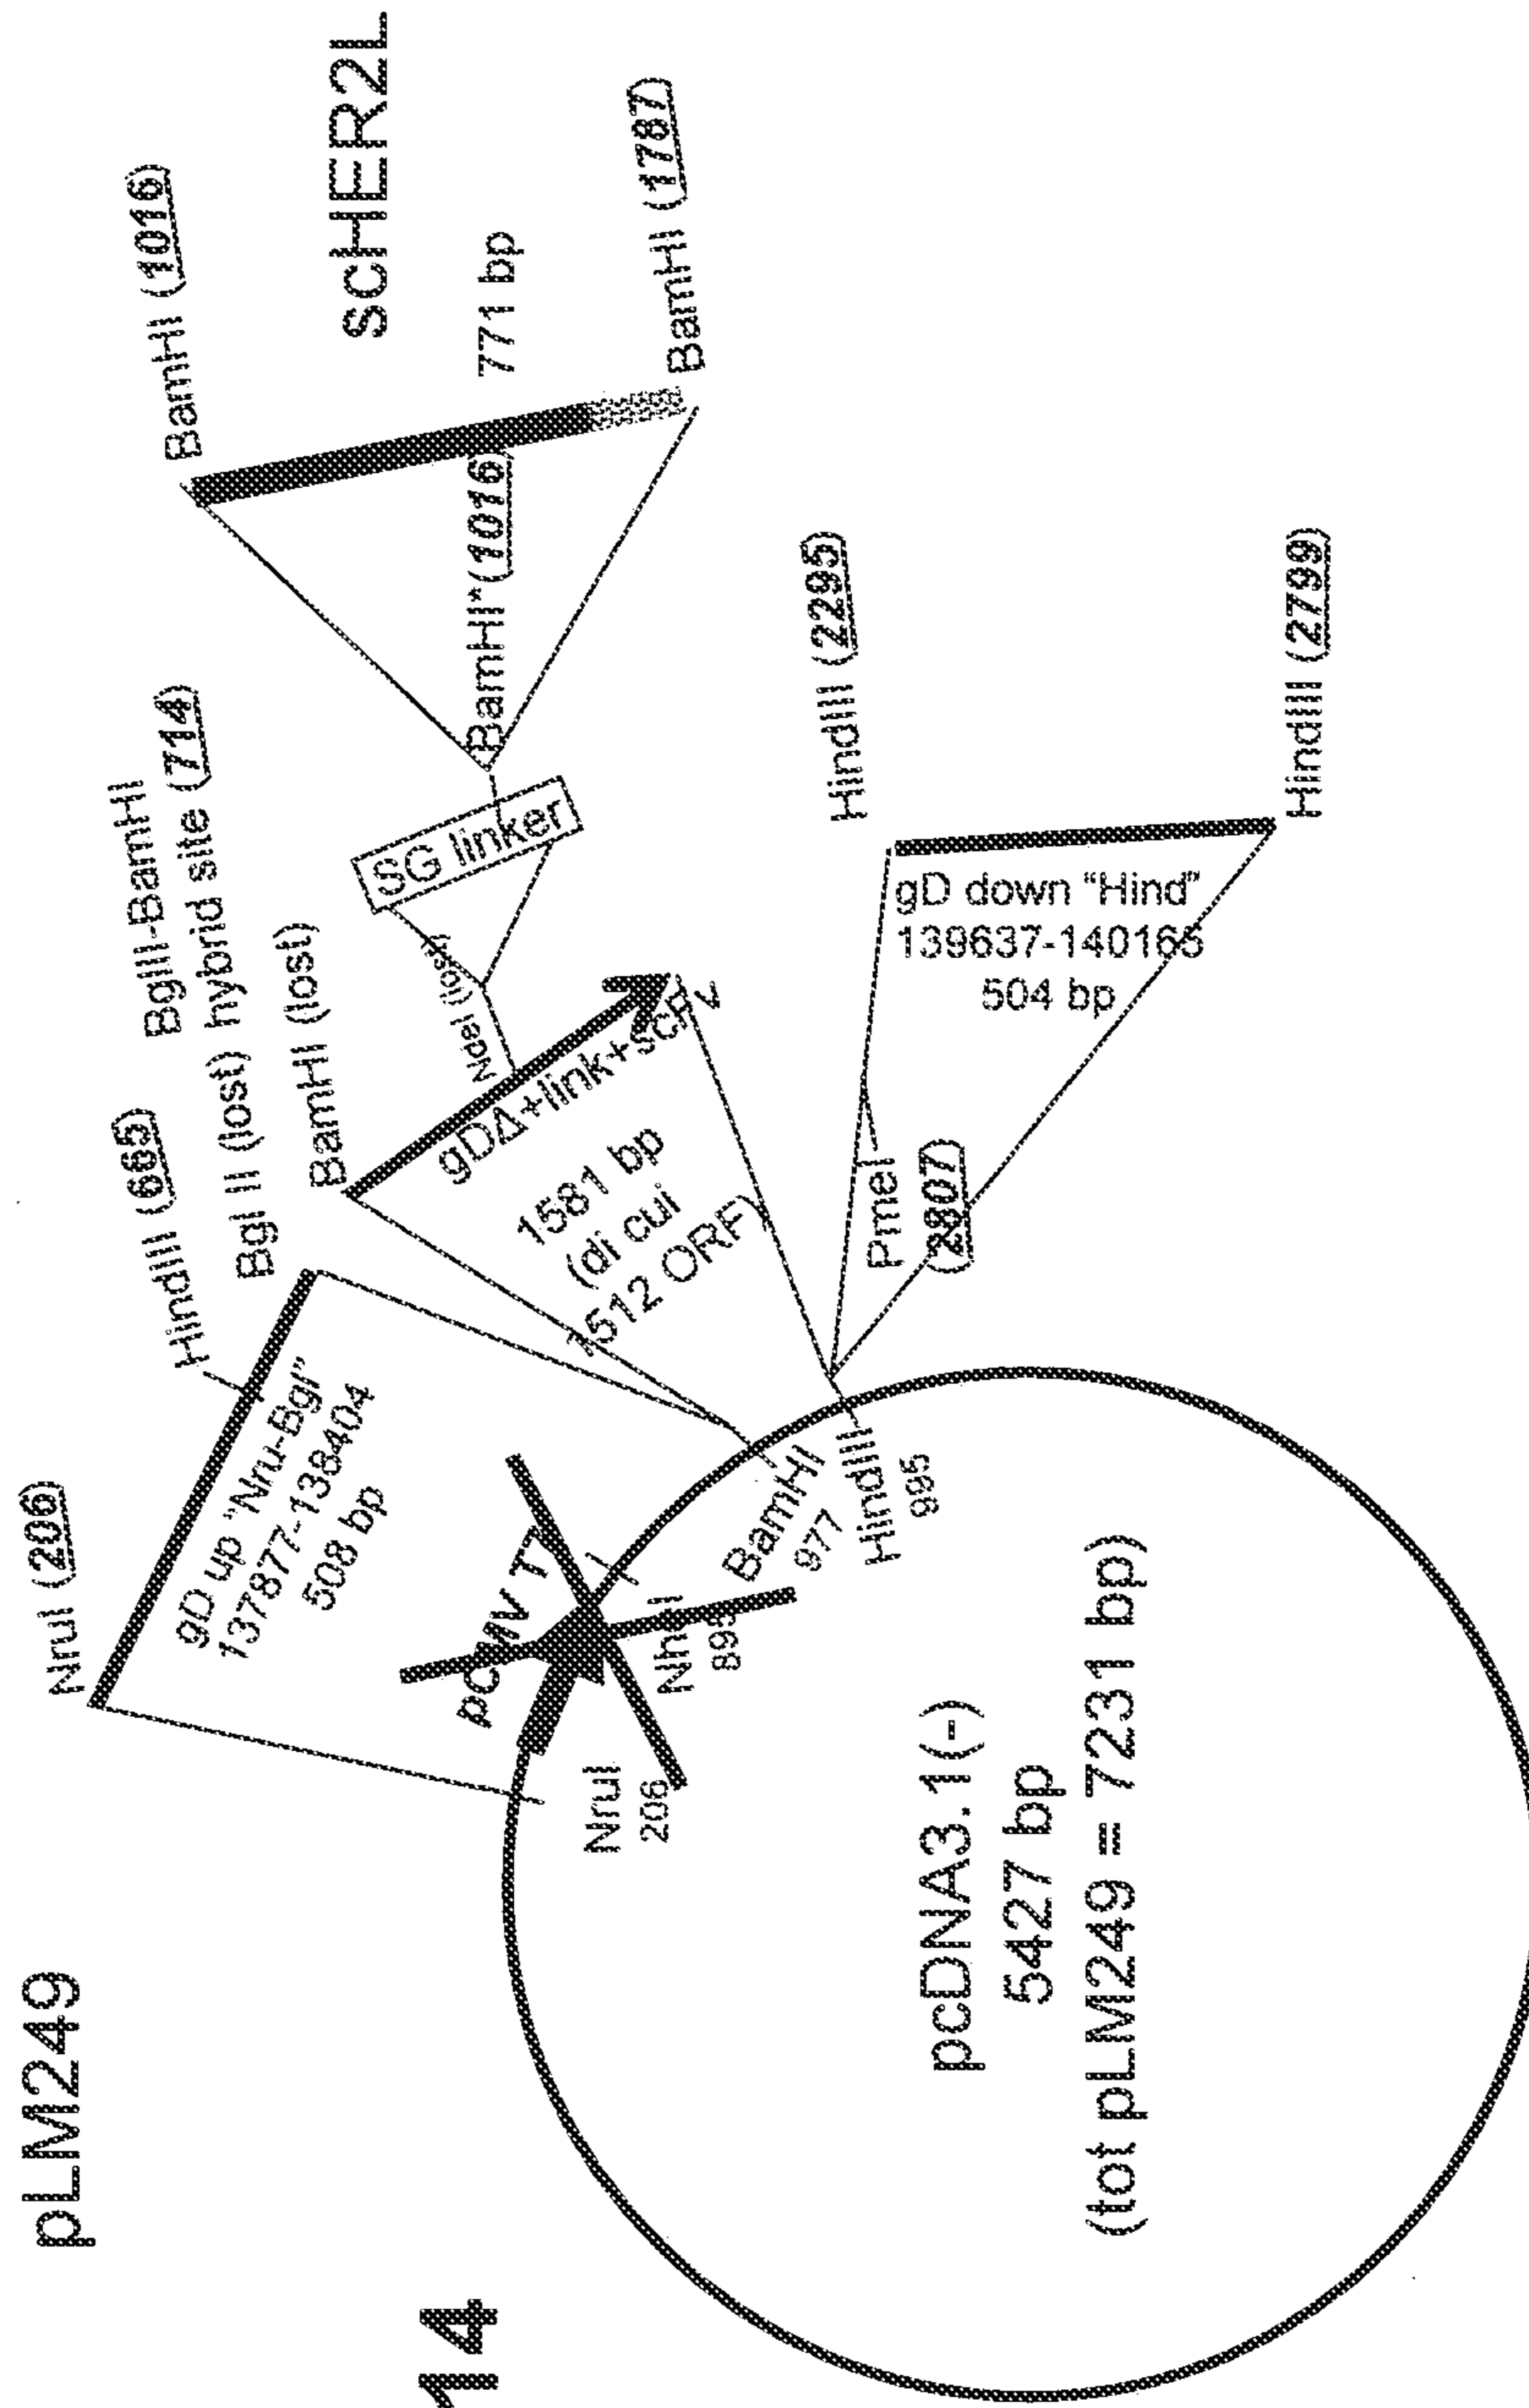 pLM249
14
NruI (206)
gD up "Nru-Bgl"
137877-138404
508 bp
HindIII (665)
BglII-BamHI
hybrid site (714)
Bgl II (lost)
BamHI (lost)
NdeI (lost)
SG linker
BamHI (1016)
scHER2L
771 bp
BamHI*(1016)
BamHI (1787)
gDΔ+link+scFv
1581 bp
(di cui
1512 ORF)
HindIII (2295)
gD down "Hind"
139637-140165
504 bp
HindIII (2799)
PmeI
(2807)
pCMV T7
NruI
206
NheI
895
BamHI
977
HindIII
995
pcDNA3.1(-)
5427 bp
(tot pLM249 = 7231 bp)